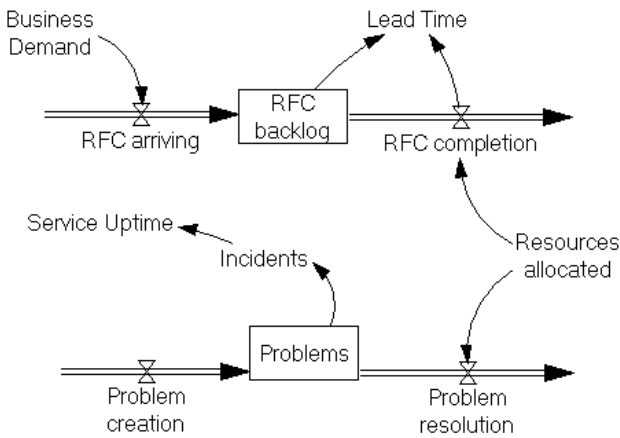 Business
Demand
Lead Time
RFC
backlog
RFC arriving
RFC completion
Service Uptime
Incidents
Resources
allocated
Problems
Problem
creation
Problem
resolution